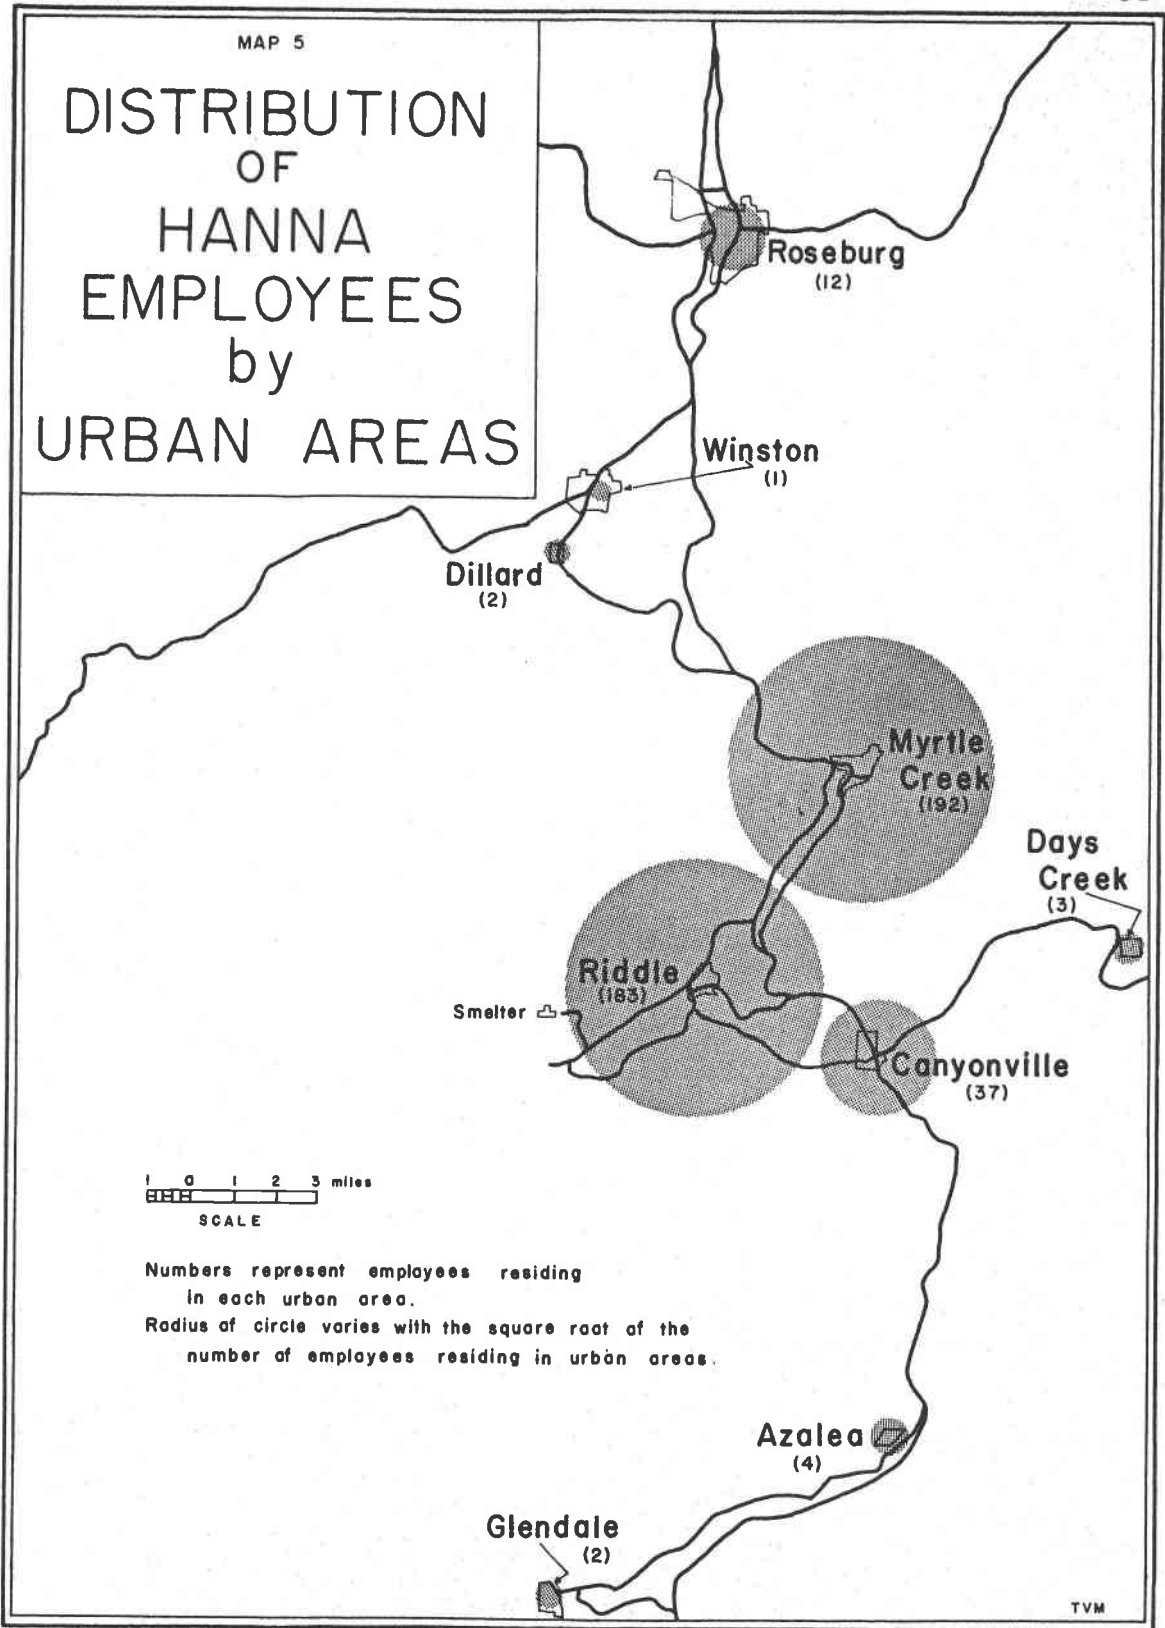 MAP 5
DISTRIBUTION
OF
HANNA
EMPLOYEES
by
URBAN AREAS
Roseburg
(12)
Winston
(1)
Dillard
(2)
Myrtle
Creek
(192)
Days
Creek
(3)
Riddle
(183)
Smelter
Canyonville
(37)
1 0 1 2 3 miles
SCALE
Numbers represent employees residing
in each urban area.
Radius of circle varies with the square root of the
number of employees residing in urban areas.
Azalea
(4)
Glendale
(2)
TVM